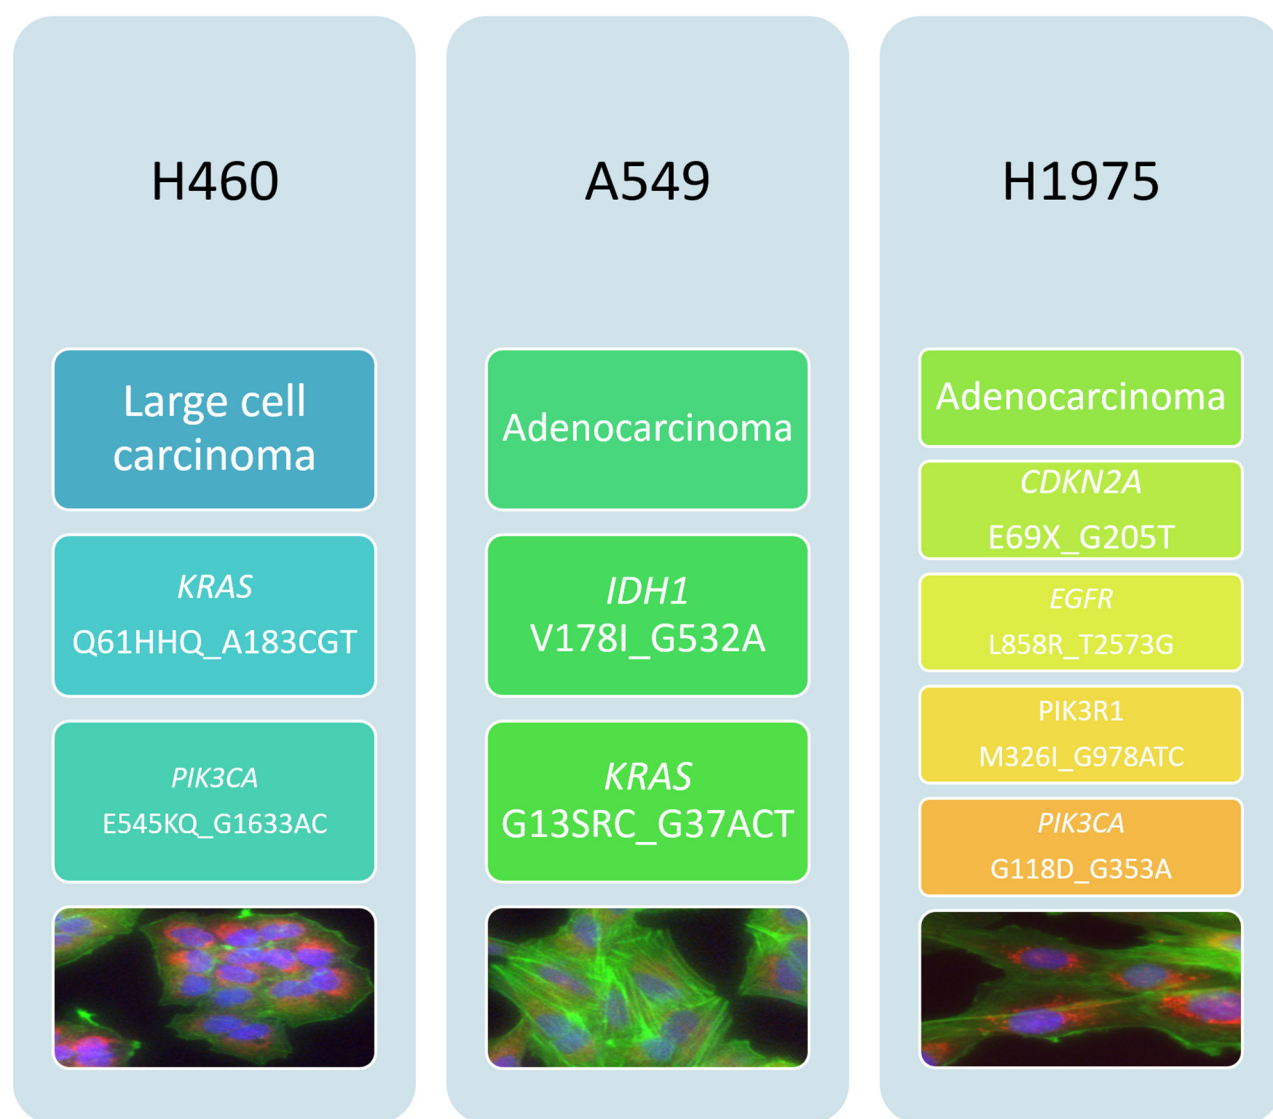 H460
Large cell
carcinoma
KRAS
Q61HHQ_A183CGT
PIK3CA
E545KQ_G1633AC
A549
Adenocarcinoma
IDH1
V178I_G532A
KRAS
G13SRC_G37ACT
H1975
Adenocarcinoma
CDKN2A
E69X_G205T
EGFR
L858R_T2573G
PIK3R1
M326I_G978ATC
PIK3CA
G118D_G353A